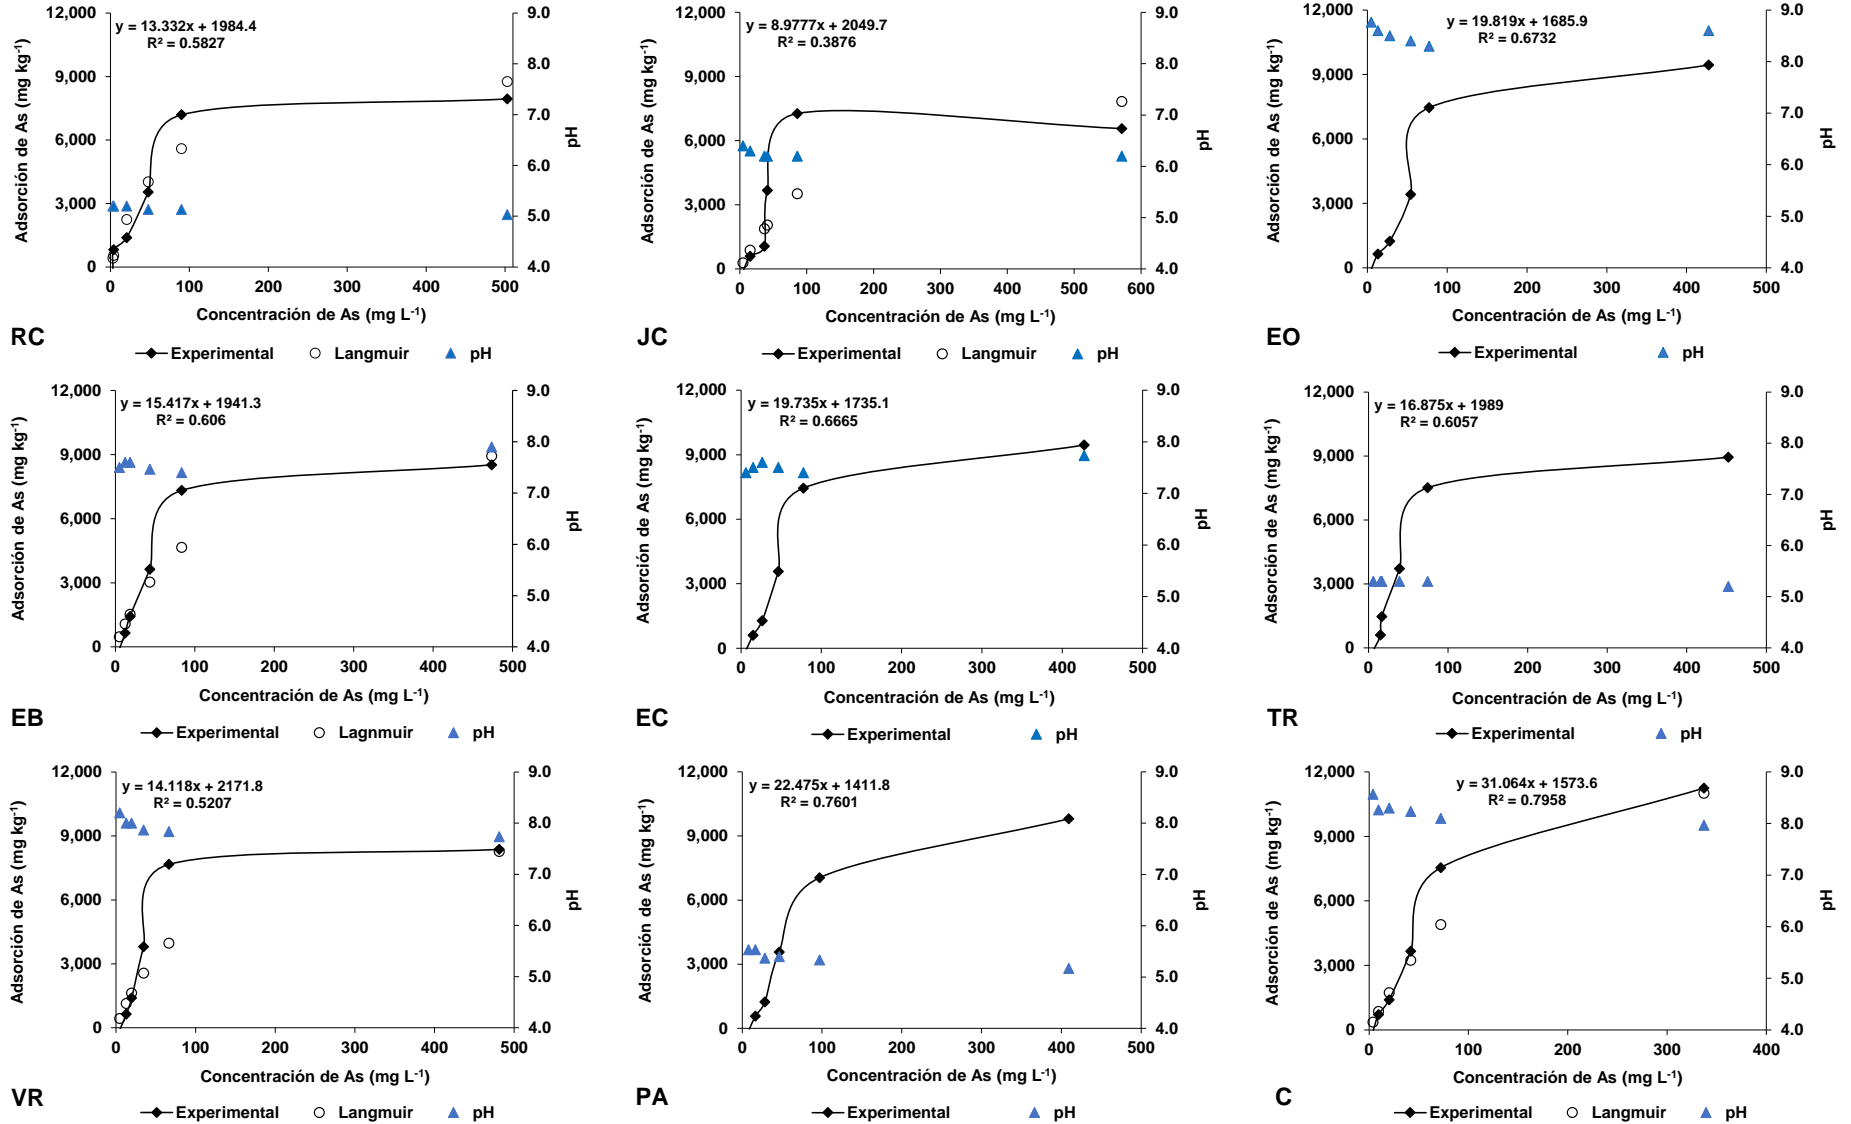 y = 13.332x + 1984.4
R² = 0.5827
Adsorción de As (mg kg⁻¹)
12,000
9,000
6,000
3,000
0
9.0
8.0
7.0
6.0
5.0
4.0
pH
0 100 200 300 400 500
Concentración de As (mg L⁻¹)
RC
Experimental Langmuir pH
y = 8.9777x + 2049.7
R² = 0.3876
Adsorción de As (mg kg⁻¹)
12,000
9,000
6,000
3,000
0
9.0
8.0
7.0
6.0
5.0
4.0
pH
0 100 200 300 400 500 600
Concentración de As (mg L⁻¹)
JC
Experimental Langmuir pH
y = 19.819x + 1685.9
R² = 0.6732
Adsorción de As (mg kg⁻¹)
12,000
9,000
6,000
3,000
0
9.0
8.0
7.0
6.0
5.0
4.0
pH
0 100 200 300 400 500
Concentración de As (mg L⁻¹)
EO
Experimental pH
y = 15.417x + 1941.3
R² = 0.606
Adsorción de As (mg kg⁻¹)
12,000
9,000
6,000
3,000
0
9.0
8.0
7.0
6.0
5.0
4.0
pH
0 100 200 300 400 500
Concentración de As (mg L⁻¹)
EB
Experimental Lagnmuir pH
y = 19.735x + 1735.1
R² = 0.6665
Adsorción de As (mg kg⁻¹)
12,000
9,000
6,000
3,000
0
9.0
8.0
7.0
6.0
5.0
4.0
pH
0 100 200 300 400 500
Concentración de As (mg L⁻¹)
EC
Experimental pH
y = 16.875x + 1989
R² = 0.6057
Adsorción de As (mg kg⁻¹)
12,000
9,000
6,000
3,000
0
9.0
8.0
7.0
6.0
5.0
4.0
pH
0 100 200 300 400 500
Concentración de As (mg L⁻¹)
TR
Experimental pH
y = 14.118x + 2171.8
R² = 0.5207
Adsorción de As (mg kg⁻¹)
12,000
9,000
6,000
3,000
0
9.0
8.0
7.0
6.0
5.0
4.0
pH
0 100 200 300 400 500
Concentración de As (mg L⁻¹)
VR
Experimental Langmuir pH
y = 22.475x + 1411.8
R² = 0.7601
Adsorción de As (mg kg⁻¹)
12,000
9,000
6,000
3,000
0
9.0
8.0
7.0
6.0
5.0
4.0
pH
0 100 200 300 400 500
Concentración de As (mg L⁻¹)
PA
Experimental pH
y = 31.064x + 1573.6
R² = 0.7958
Adsorción de As (mg kg⁻¹)
12,000
9,000
6,000
3,000
0
9.0
8.0
7.0
6.0
5.0
4.0
pH
0 100 200 300 400
Concentración de As (mg L⁻¹)
C
Experimental Langmuir pH